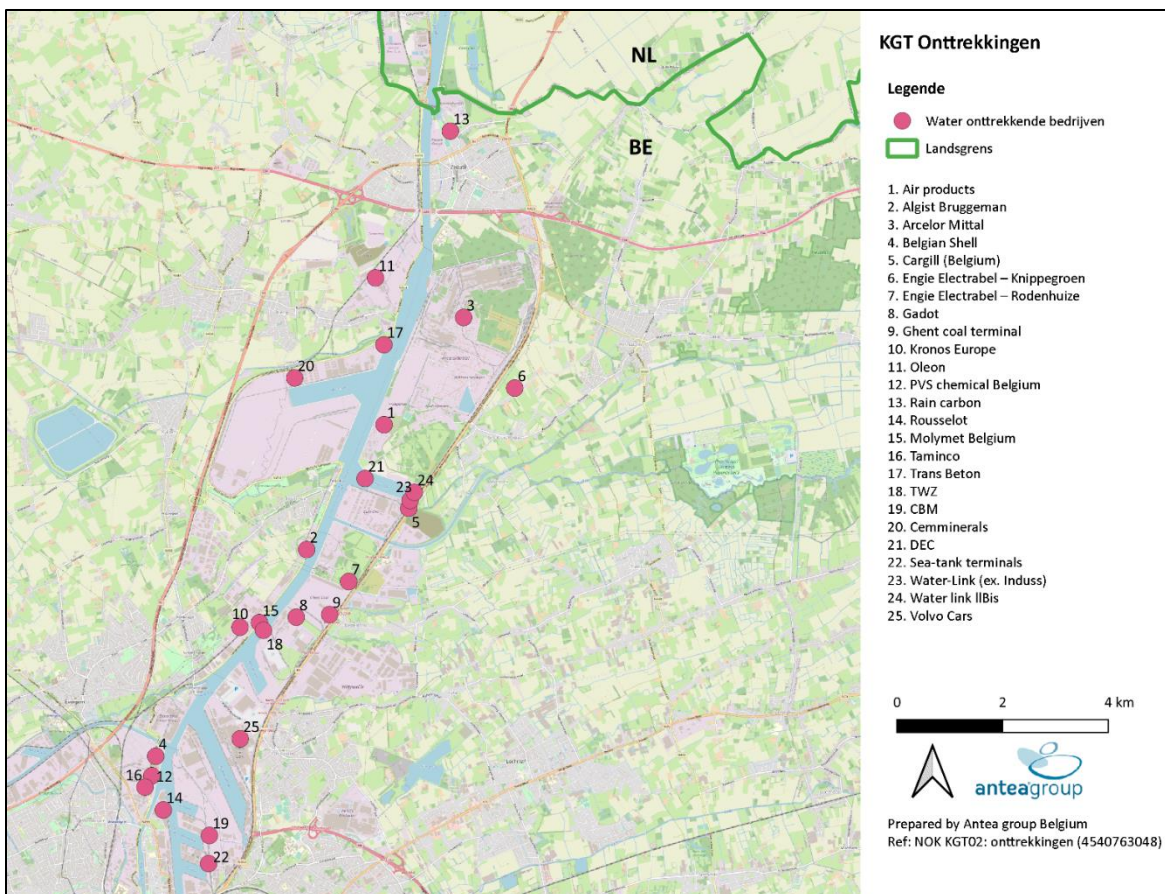 NL
BE
13
11
3
17
20
6
1
21
24
23
5
2
7
8
9
10
15
18
25
4
16
12
14
19
22
KGT Onttrekkingen
Legende
Water onttrekkende bedrijven
Landsgrens
1. Air products
2. Algist Bruggeman
3. Arcelor Mittal
4. Belgian Shell
5. Cargill (Belgium)
6. Engie Electrabel – Knippegroen
7. Engie Electrabel – Rodenhuize
8. Gadot
9. Ghent coal terminal
10. Kronos Europe
11. Oleon
12. PVS chemical Belgium
13. Rain carbon
14. Rousselot
15. Molymet Belgium
16. Taminco
17. Trans Beton
18. TWZ
19. CBM
20. Cemminerals
21. DEC
22. Sea-tank terminals
23. Water-Link (ex. Induss)
24. Water link llBis
25. Volvo Cars
0 2 4 km
anteagroup
Prepared by Antea group Belgium
Ref: NOK KGT02: onttrekkingen (4540763048)